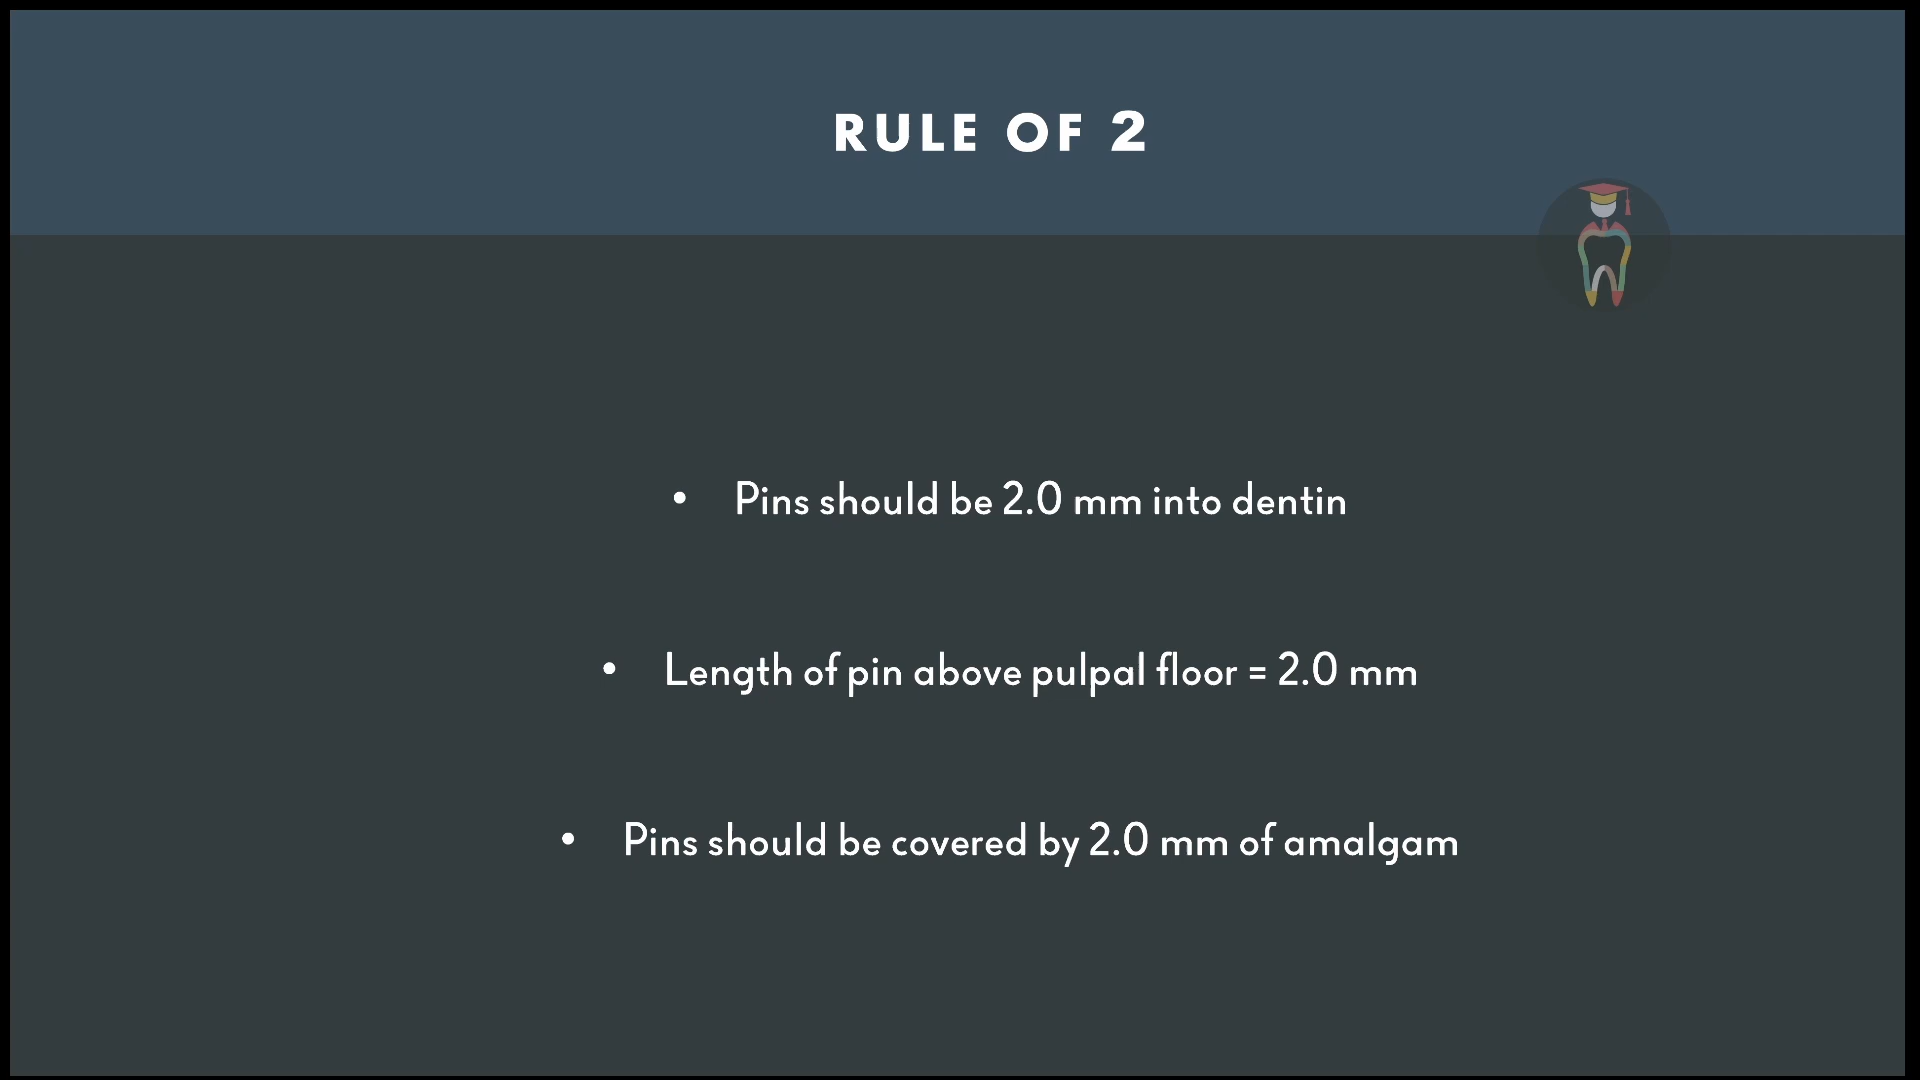 RULE OF 2
• Pins should be 2.0 mm into dentin
• Length of pin above pulpal floor = 2.0 mm
• Pins should be covered by 2.0 mm of amalgam